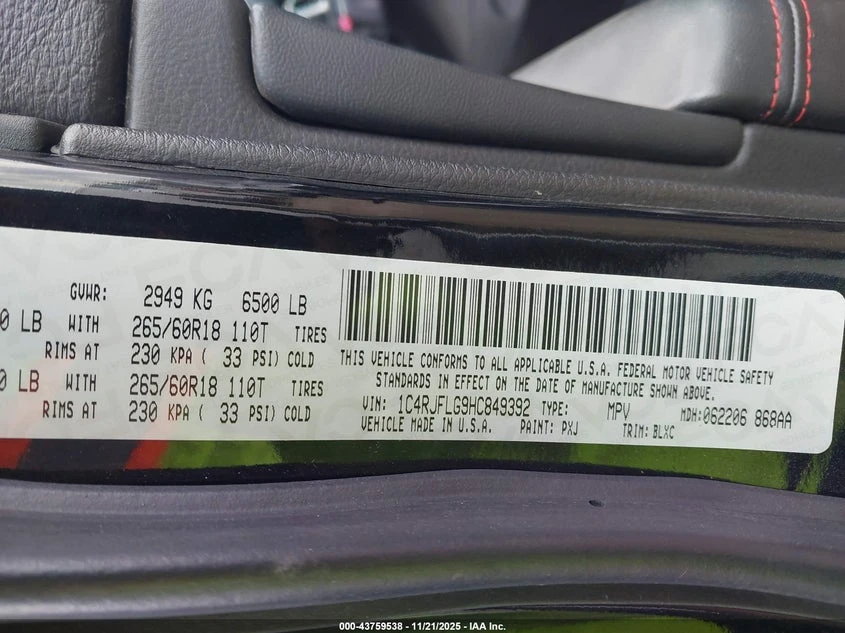 GVWR: 2949 KG 6500 LB
0 LB WITH 265/60R18 110T TIRES
RIMS AT 230 KPA ( 33 PSI) COLD
0 LB WITH 265/60R18 110T TIRES
RIMS AT 230 KPA ( 33 PSI) COLD
THIS VEHICLE CONFORMS TO ALL APPLICABLE U.S.A. FEDERAL MOTOR VEHICLE SAFETY
STANDARDS IN EFFECT ON THE DATE OF MANUFACTURE SHOWN ABOVE.
VIN: 1C4RJFLG9HC849392 TYPE: MPV MDH:062206 868AA
VEHICLE MADE IN U.S.A. PAINT: PXJ TRIM: BLXC
000-43759538 - 11/21/2025 - IAA Inc.